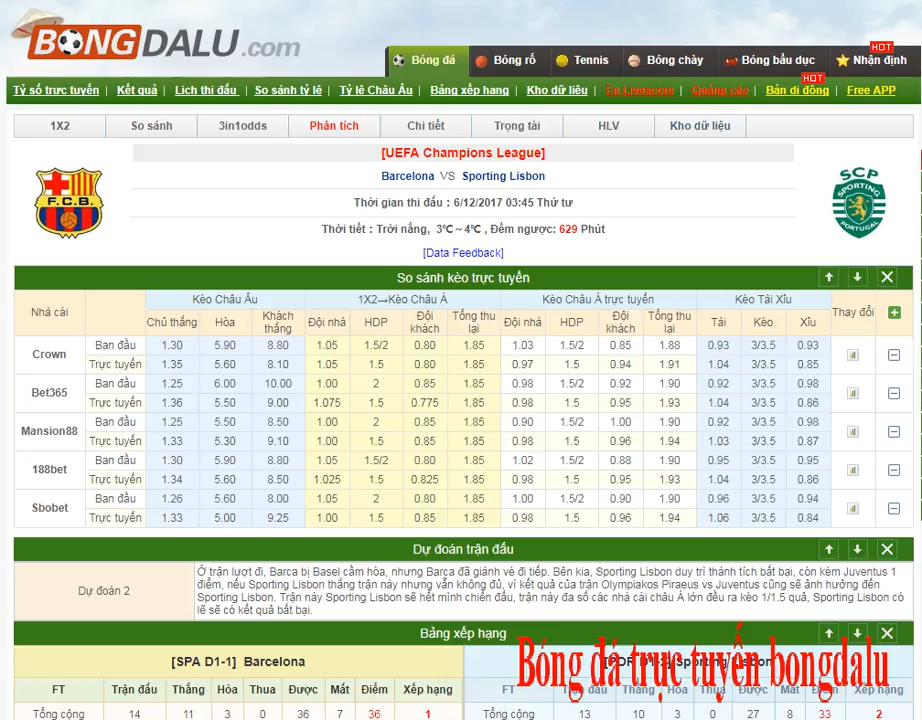 BONGDALU.com
HOT
Bóng đá Bóng rổ Tennis Bóng chày Bóng bầu dục Nhận định
HOT
Tỷ số trực tuyến | Kết quả | Lịch thi đấu | So sánh tỷ lệ | Tỷ lệ Châu Âu | Bảng xếp hạng | Kho dữ liệu | En Livescore | Quảng cáo | Bản di động | Free APP
1X2 So sánh 3in1odds Phân tích Chi tiết Trọng tài HLV Kho dữ liệu
[UEFA Champions League]
Barcelona VS Sporting Lisbon
Thời gian thi đấu : 6/12/2017 03:45 Thứ tư
Thời tiết : Trời nắng, 3℃~4℃ , Đếm ngược: 629 Phút
[Data Feedback]
F.C.B.
SCP
SPORTING
PORTUGAL
So sánh kèo trực tuyến
Nhà cái Kèo Châu Âu 1X2→Kèo Châu Á Kèo Châu Á trực tuyến Kèo Tài Xỉu Thay đổi
Chủ thắng Hòa Khách thắng Đội nhà HDP Đội khách Tổng thu lại Đội nhà HDP Đội khách Tổng thu lại Tài Kèo Xỉu
Crown Ban đầu 1.30 5.90 8.80 1.05 1.5/2 0.80 1.85 1.03 1.5/2 0.85 1.88 0.93 3/3.5 0.93
Trực tuyến 1.35 5.60 8.10 1.05 1.5 0.80 1.85 0.97 1.5 0.94 1.91 1.04 3/3.5 0.85
Bet365 Ban đầu 1.25 6.00 10.00 1.00 2 0.85 1.85 0.98 1.5/2 0.92 1.90 0.92 3/3.5 0.98
Trực tuyến 1.36 5.50 9.00 1.075 1.5 0.775 1.85 0.98 1.5 0.95 1.93 1.04 3/3.5 0.86
Mansion88 Ban đầu 1.25 5.50 8.50 1.00 2 0.85 1.85 0.90 1.5/2 1.00 1.90 0.92 3/3.5 0.98
Trực tuyến 1.33 5.30 9.10 1.00 1.5 0.85 1.85 0.98 1.5 0.96 1.94 1.03 3/3.5 0.87
188bet Ban đầu 1.30 5.90 8.80 1.05 1.5/2 0.80 1.85 1.02 1.5/2 0.88 1.90 0.95 3/3.5 0.95
Trực tuyến 1.34 5.60 8.50 1.025 1.5 0.825 1.85 0.98 1.5 0.95 1.93 1.04 3/3.5 0.86
Sbobet Ban đầu 1.26 5.60 8.00 1.05 2 0.80 1.85 1.00 1.5/2 0.90 1.90 0.96 3/3.5 0.94
Trực tuyến 1.33 5.00 9.25 1.00 1.5 0.85 1.85 0.98 1.5 0.96 1.94 1.06 3/3.5 0.84
Dự đoán trận đấu
Dự đoán 2
Ở trận lượt đi, Barca bị Basel cầm hòa, nhưng Barca đã giành vé đi tiếp. Bên kia, Sporting Lisbon duy trì thành tích bất bại, còn kém Juventus 1
điểm, nếu Sporting Lisbon thắng trận này nhưng vẫn không đủ, vì kết quả của trận Olympiakos Piraeus vs Juventus cũng sẽ ảnh hưởng đến
Sporting Lisbon. Trận này Sporting Lisbon sẽ hết mình chiến đấu, trận này đa số các nhà cái châu Á lớn đều ra kèo 1/1.5 quả, Sporting Lisbon có
lẽ sẽ có kết quả bất bại.
Bảng xếp hạng
[SPA D1-1] Barcelona [POR D1-2] Sporting Lisbon
Bóng đá trực tuyến bongdalu
FT Trận đấu Thắng Hòa Thua Được Mất Điểm Xếp hạng FT Trận đấu Thắng Hòa Thua Được Mất Điểm Xếp hạng
Tổng cộng 14 11 3 0 36 7 36 1 Tổng cộng 13 10 3 0 27 8 33 2